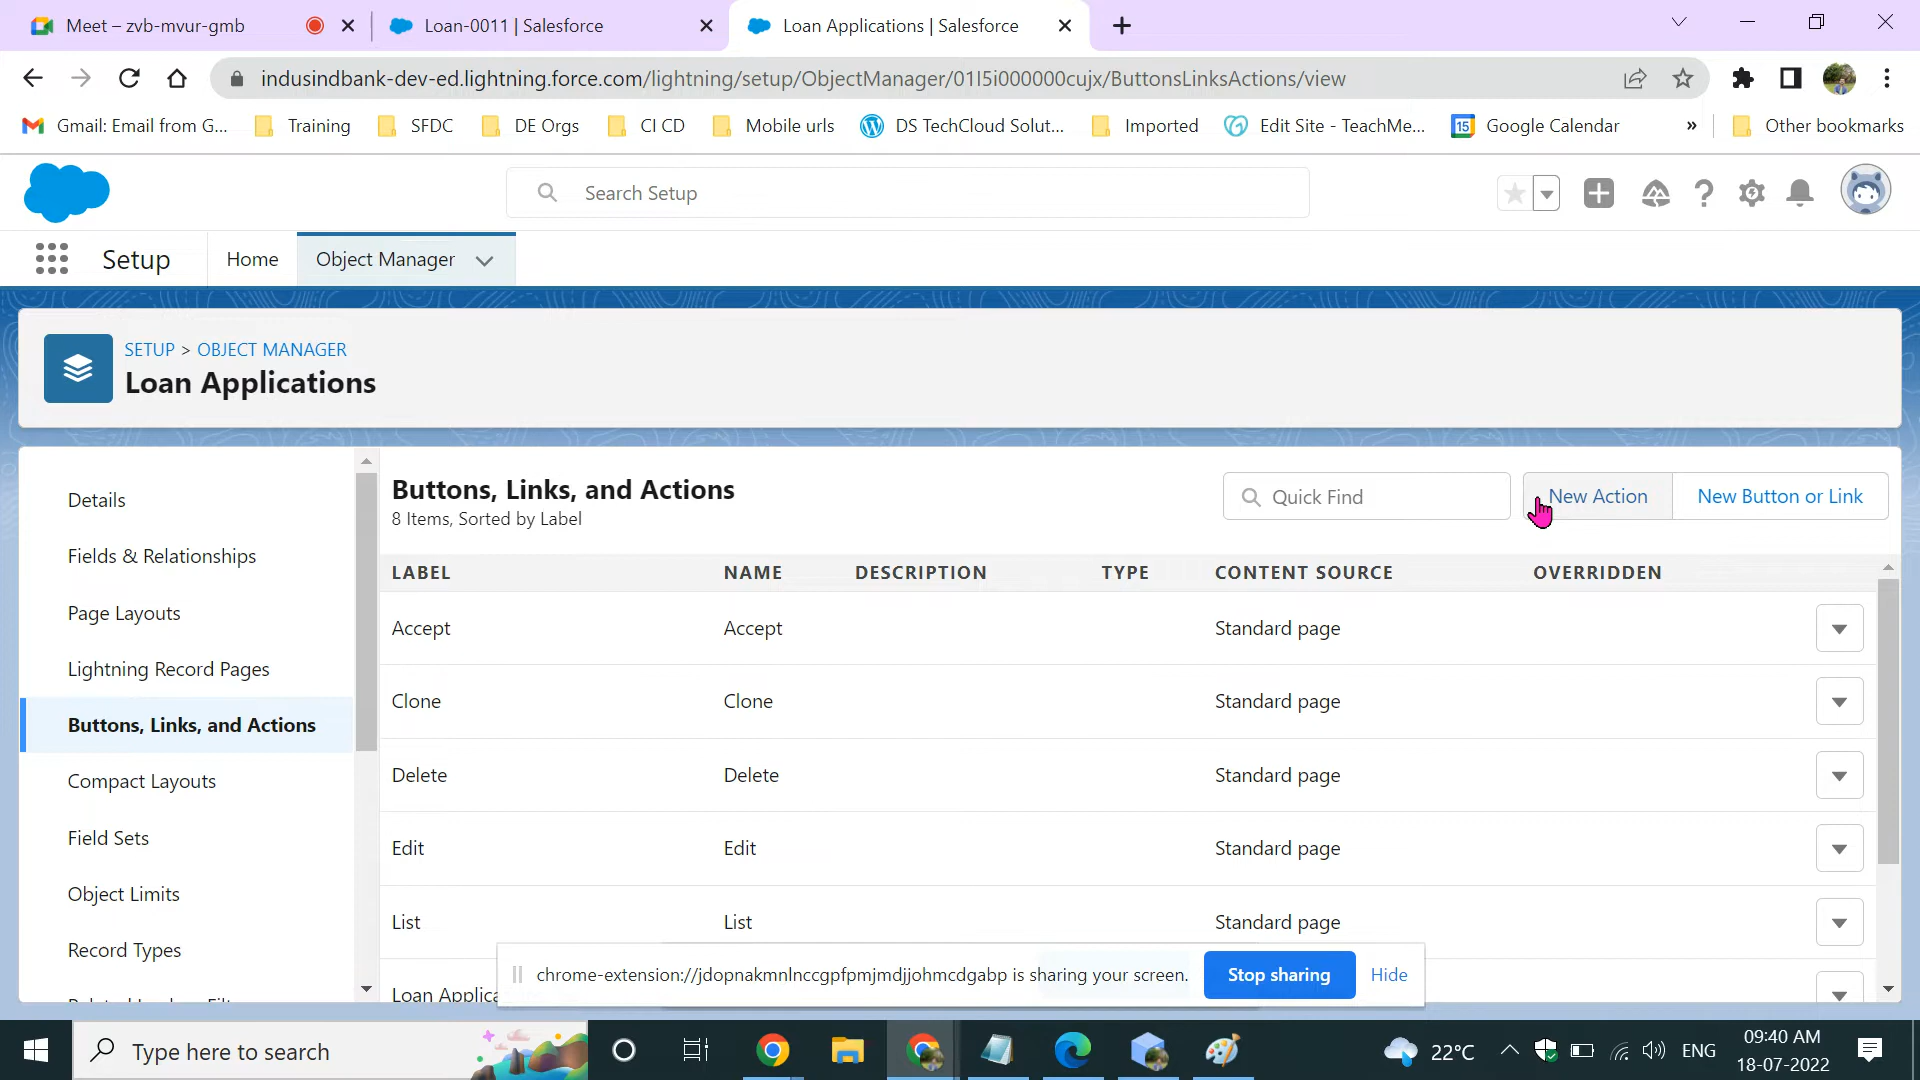 Meet – zvb-mvur-gmb
Loan-0011 | Salesforce
Loan Applications | Salesforce
indusindbank-dev-ed.lightning.force.com/lightning/setup/ObjectManager/01I5i000000cujx/ButtonsLinksActions/view
Gmail: Email from G...
Training
SFDC
DE Orgs
CI CD
Mobile urls
DS TechCloud Solut...
Imported
Edit Site - TeachMe...
15
Google Calendar
»
Other bookmarks
Search Setup
Setup
Home
Object Manager
SETUP > OBJECT MANAGER
Loan Applications
Details
Fields & Relationships
Page Layouts
Lightning Record Pages
Buttons, Links, and Actions
Compact Layouts
Field Sets
Object Limits
Record Types
Buttons, Links, and Actions
8 Items, Sorted by Label
Quick Find
New Action
New Button or Link
LABEL NAME DESCRIPTION TYPE CONTENT SOURCE OVERRIDDEN
Accept Accept Standard page
Clone Clone Standard page
Delete Delete Standard page
Edit Edit Standard page
List List Standard page
Loan Applica
chrome-extension://jdopnakmnlnccgpfpmjmdjjohmcdgabp is sharing your screen.
Stop sharing
Hide
Type here to search
22°C
ENG
09:40 AM
18-07-2022